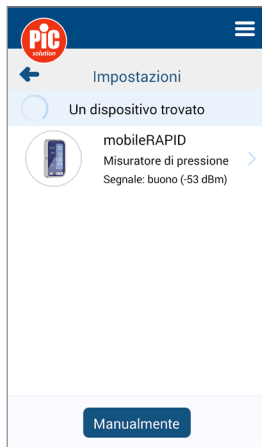 PiC
solution
Impostazioni
Un dispositivo trovato
mobileRAPID
Misuratore di pressione
Segnale: buono (-53 dBm)
Manualmente